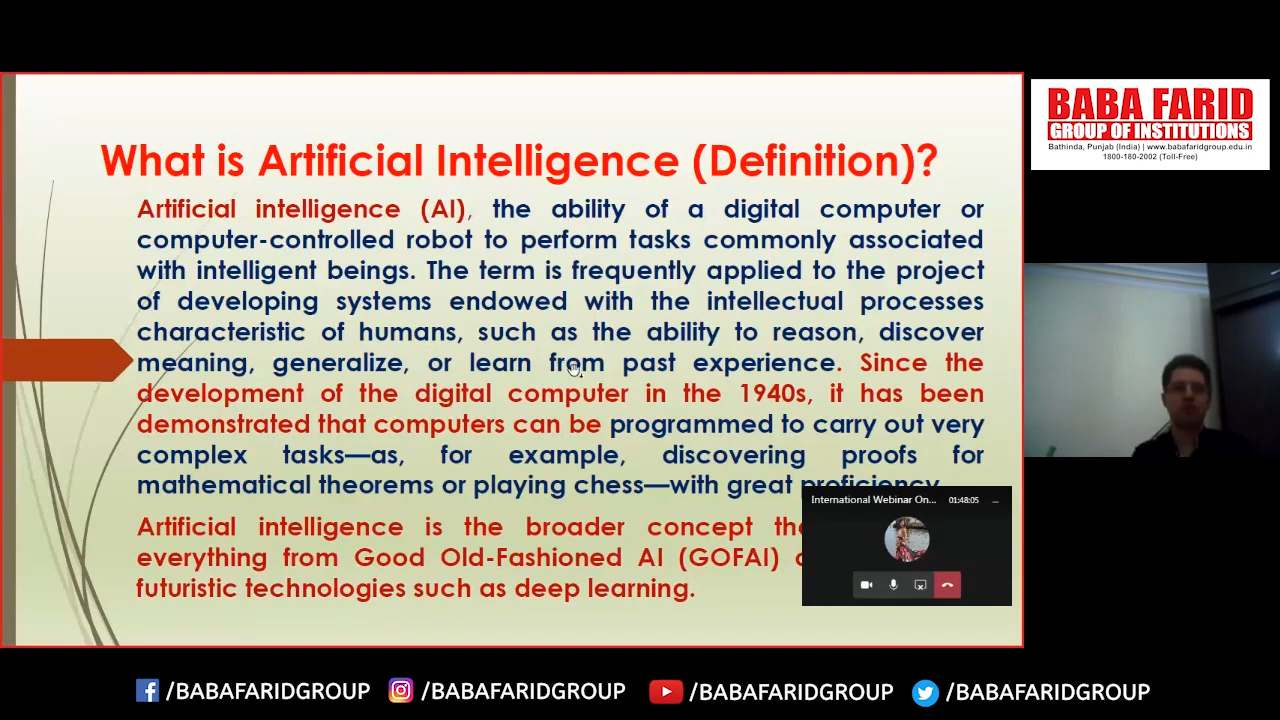 What is Artificial Intelligence (Definition)?
Artificial intelligence (AI), the ability of a digital computer or
computer-controlled robot to perform tasks commonly associated
with intelligent beings. The term is frequently applied to the project
of developing systems endowed with the intellectual processes
characteristic of humans, such as the ability to reason, discover
meaning, generalize, or learn from past experience. Since the
development of the digital computer in the 1940s, it has been
demonstrated that computers can be programmed to carry out very
complex tasks—as, for example, discovering proofs for
mathematical theorems or playing chess—with great proficiency.
Artificial intelligence is the broader concept
everything from Good Old-Fashioned AI (GOFAI)
futuristic technologies such as deep learning.
International Webinar On... 01:48:05 ...
BABA FARID
GROUP OF INSTITUTIONS
Bathinda, Punjab (India) | www.babafaridgroup.edu.in
1800-180-2002 (Toll-Free)
/BABAFARIDGROUP /BABAFARIDGROUP /BABAFARIDGROUP /BABAFARIDGROUP